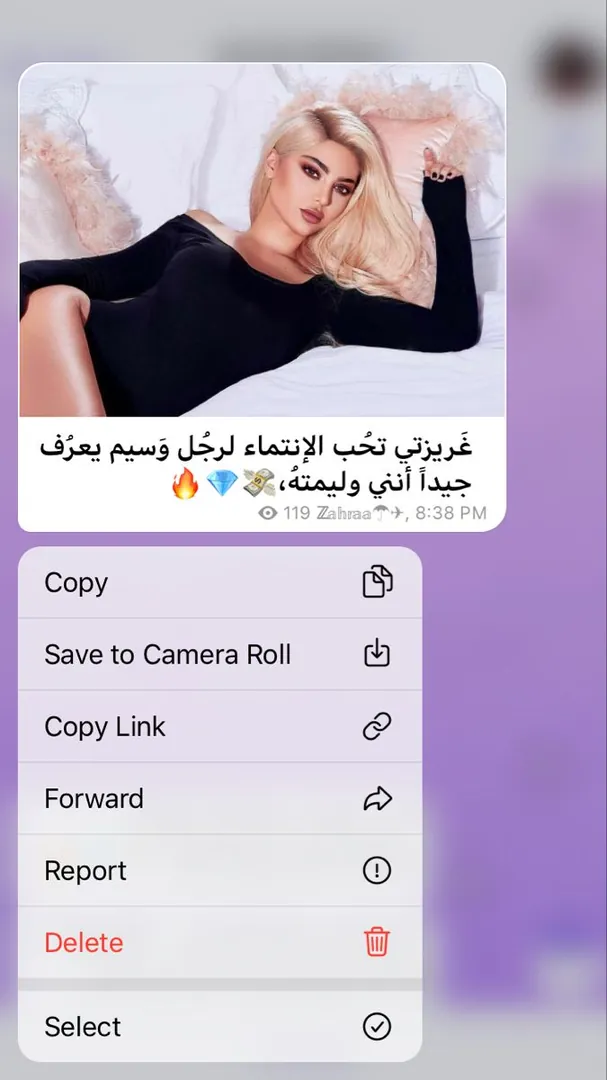 غَريزتي تحُب الإنتماء لرجُل وَسيم يعرُف
جيداً أنني وليمتهُ،💸💎🔥
119 ℤ𝕒𝕙𝕣𝕒𝕒☂✈, 8:38 PM
Copy
Save to Camera Roll
Copy Link
Forward
Report
Delete
Select